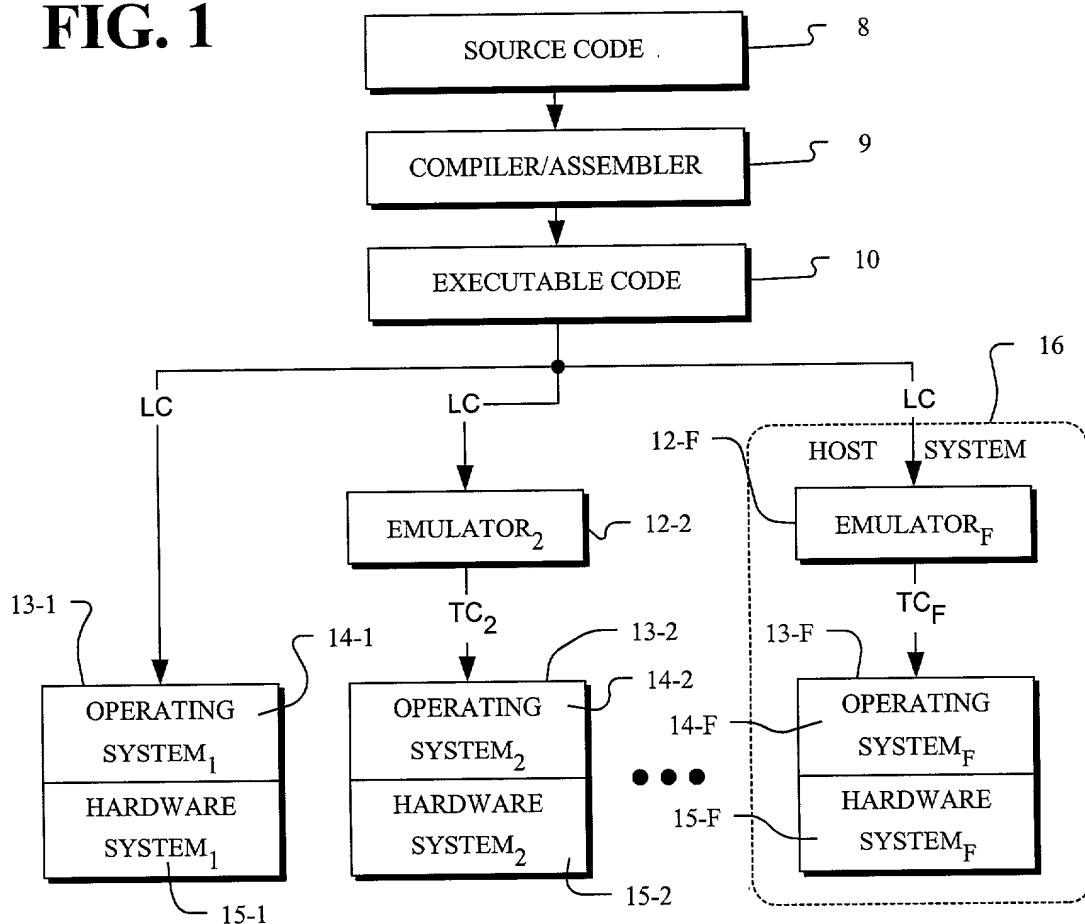 FIG. 1
SOURCE CODE
8
COMPILER/ASSEMBLER
9
EXECUTABLE CODE
10
16
LC
LC
LC
12-F
HOST SYSTEM
EMULATOR2
12-2
EMULATORF
TC2
TCF
13-1
14-1
13-2
14-2
13-F
14-F
OPERATING
SYSTEM1
OPERATING
SYSTEM2
OPERATING
SYSTEMF
HARDWARE
SYSTEM1
HARDWARE
SYSTEM2
15-F
HARDWARE
SYSTEMF
15-1
15-2